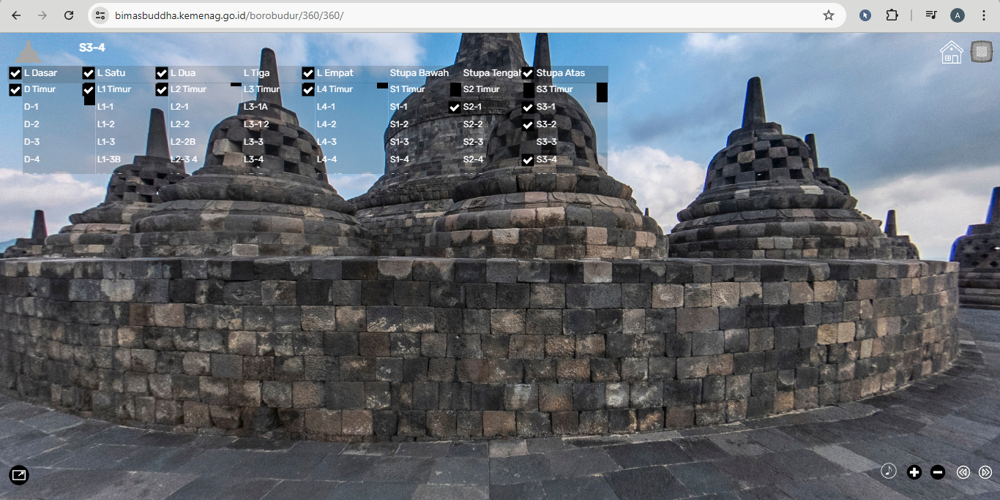 bimasbuddha.kemenag.go.id/borobudur/360/360/
A
S3-4
L Dasar L Satu L Dua L Tiga L Empat Stupa Bawah Stupa Tengah Stupa Atas
D Timur L1 Timur L2 Timur L3 Timur L4 Timur S1 Timur S2 Timur S3 Timur
D-1 L1-1 L2-1 L3-1A L4-1 S1-1 S2-1 S3-1
D-2 L1-2 L2-2 L3-1 2 L4-2 S1-2 S2-2 S3-2
D-3 L1-3 L2-2B L3-3 L4-3 S1-3 S2-3 S3-3
D-4 L1-3B L2-3 4 L3-4 L4-4 S1-4 S2-4 S3-4